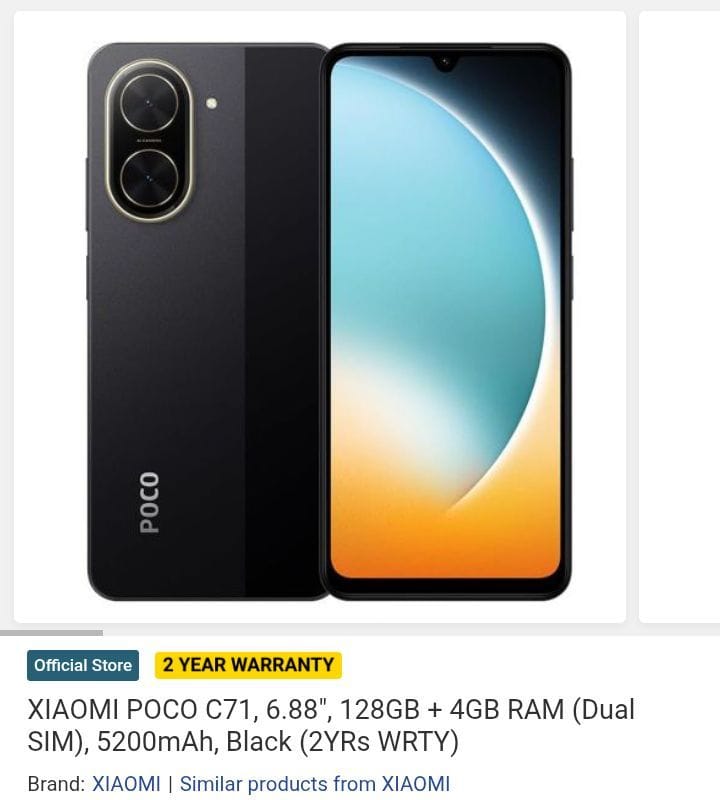 POCO
Official Store
2 YEAR WARRANTY
XIAOMI POCO C71, 6.88", 128GB + 4GB RAM (Dual
SIM), 5200mAh, Black (2YRs WRTY)
Brand: XIAOMI | Similar products from XIAOMI